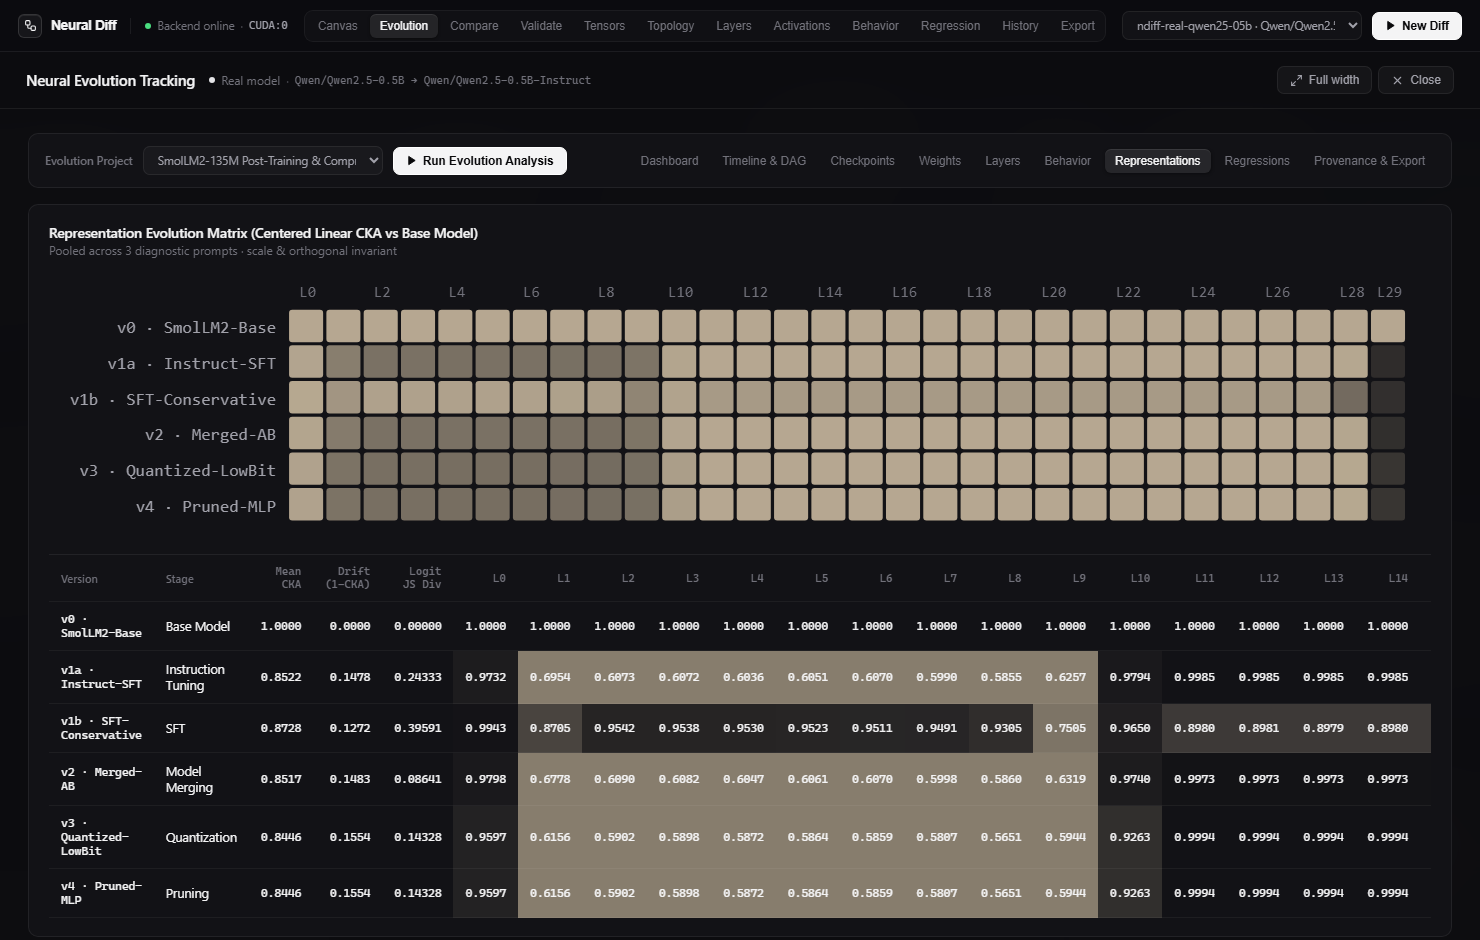 Neural Diff
Backend online · CUDA:0
Canvas Evolution Compare Validate Tensors Topology Layers Activations Behavior Regression History Export
ndiff-real-qwen25-05b · Qwen/Qwen2.!
New Diff
Neural Evolution Tracking
Real model · Qwen/Qwen2.5-0.5B → Qwen/Qwen2.5-0.5B-Instruct
Full width
Close
Evolution Project
SmolLM2-135M Post-Training & Compr
Run Evolution Analysis
Dashboard Timeline & DAG Checkpoints Weights Layers Behavior Representations Regressions Provenance & Export
Representation Evolution Matrix (Centered Linear CKA vs Base Model)
Pooled across 3 diagnostic prompts · scale & orthogonal invariant
L0 L2 L4 L6 L8 L10 L12 L14 L16 L18 L20 L22 L24 L26 L28 L29
v0 · SmolLM2-Base
v1a · Instruct-SFT
v1b · SFT-Conservative
v2 · Merged-AB
v3 · Quantized-LowBit
v4 · Pruned-MLP
Version Stage Mean CKA Drift (1-CKA) Logit JS Div L0 L1 L2 L3 L4 L5 L6 L7 L8 L9 L10 L11 L12 L13 L14
v0 · SmolLM2-Base Base Model 1.0000 0.0000 0.00000 1.0000 1.0000 1.0000 1.0000 1.0000 1.0000 1.0000 1.0000 1.0000 1.0000 1.0000 1.0000 1.0000 1.0000 1.0000
v1a · Instruct-SFT Instruction Tuning 0.8522 0.1478 0.24333 0.9732 0.6954 0.6073 0.6072 0.6036 0.6051 0.6070 0.5990 0.5855 0.6257 0.9794 0.9985 0.9985 0.9985 0.9985
v1b · SFT-Conservative SFT 0.8728 0.1272 0.39591 0.9943 0.8705 0.9542 0.9538 0.9530 0.9523 0.9511 0.9491 0.9305 0.7505 0.9650 0.8980 0.8981 0.8979 0.8980
v2 · Merged-AB Model Merging 0.8517 0.1483 0.08641 0.9798 0.6778 0.6090 0.6082 0.6047 0.6061 0.6070 0.5998 0.5860 0.6319 0.9740 0.9973 0.9973 0.9973 0.9973
v3 · Quantized-LowBit Quantization 0.8446 0.1554 0.14328 0.9597 0.6156 0.5902 0.5898 0.5872 0.5864 0.5859 0.5807 0.5651 0.5944 0.9263 0.9994 0.9994 0.9994 0.9994
v4 · Pruned-MLP Pruning 0.8446 0.1554 0.14328 0.9597 0.6156 0.5902 0.5898 0.5872 0.5864 0.5859 0.5807 0.5651 0.5944 0.9263 0.9994 0.9994 0.9994 0.9994